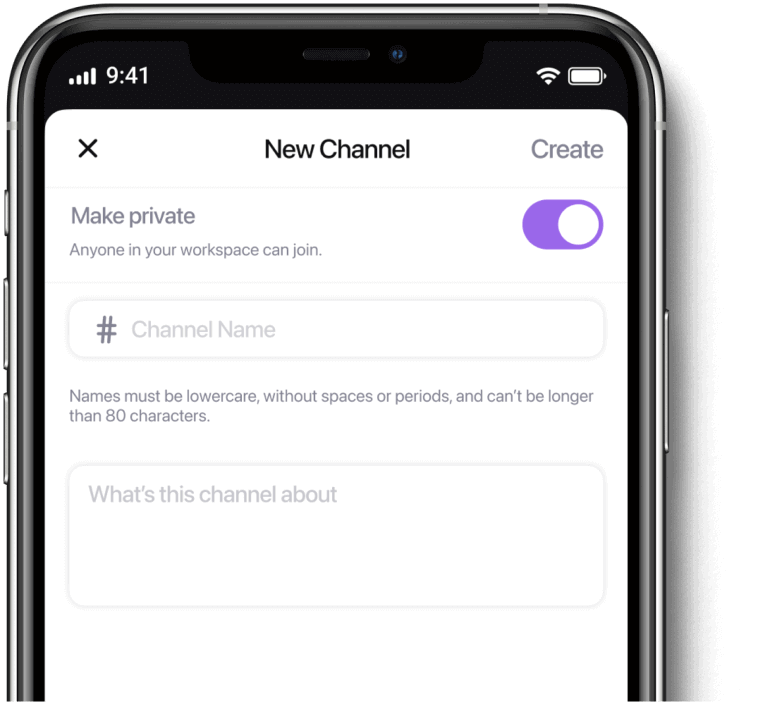 9:41
New Channel
Create
Make private
Anyone in your workspace can join.
# Channel Name
Names must be lowercare, without spaces or periods, and can't be longer
than 80 characters.
What's this channel about